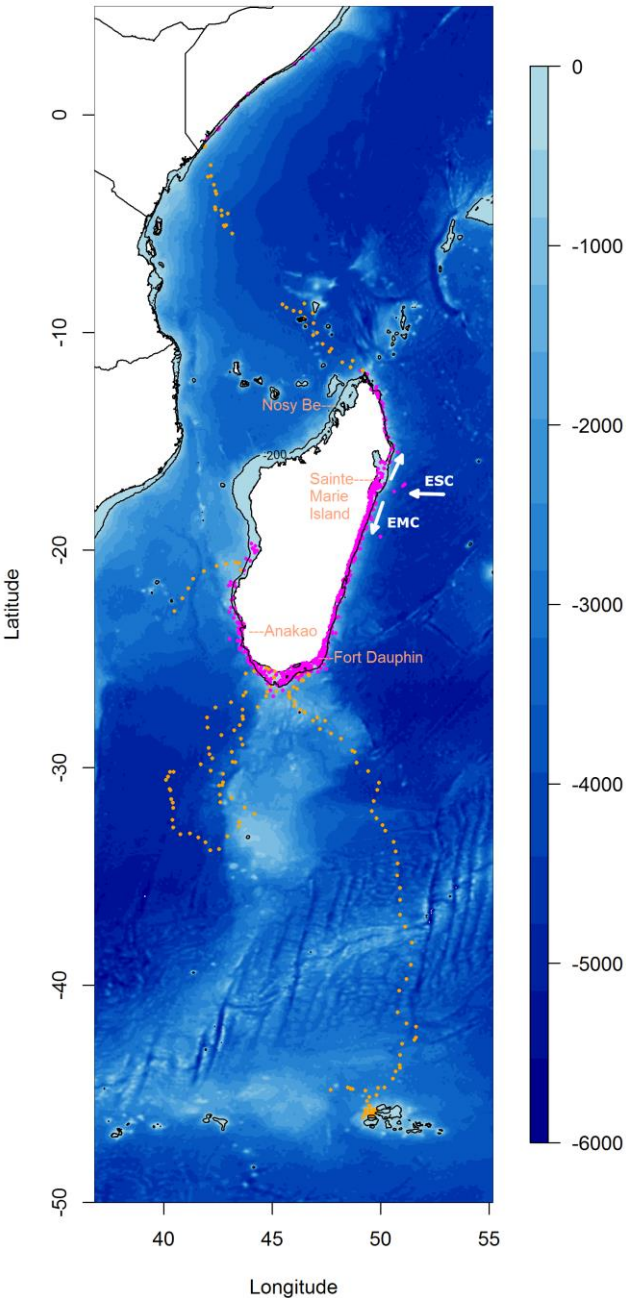 0
-10
-20
-30
-40
-50
Latitude
40
45
50
55
Longitude
Nosy Be
-200
Sainte---
Marie
Island
ESC
EMC
---Anakao
--Fort Dauphin
0
-1000
-2000
-3000
-4000
-5000
-6000